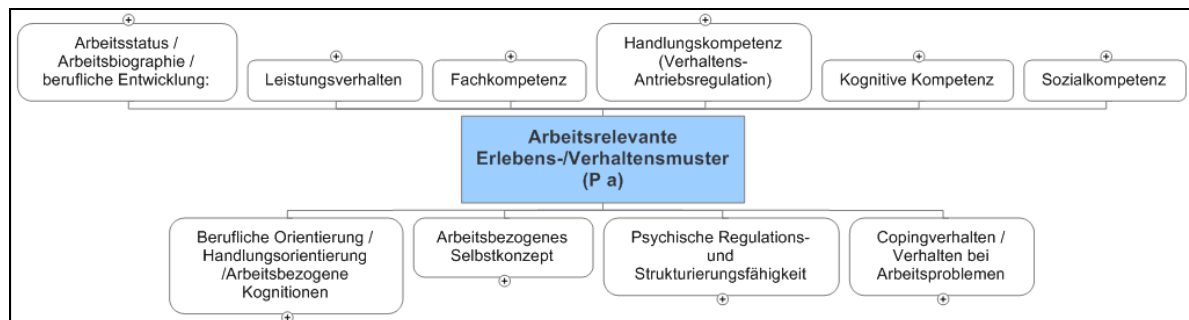 Arbeitsstatus /
Arbeitsbiographie /
berufliche Entwicklung:
Leistungsverhalten
Fachkompetenz
Handlungskompetenz
(Verhaltens-
Antriebsregulation)
Kognitive Kompetenz
Sozialkompetenz
Arbeitsrelevante
Erlebens-/Verhaltensmuster
(P a)
Berufliche Orientierung /
Handlungsorientierung
/Arbeitsbezogene
Kognitionen
Arbeitsbezogenes
Selbstkonzept
Psychische Regulations-
und
Strukturierungsfähigkeit
Copingverhalten /
Verhalten bei
Arbeitsproblemen